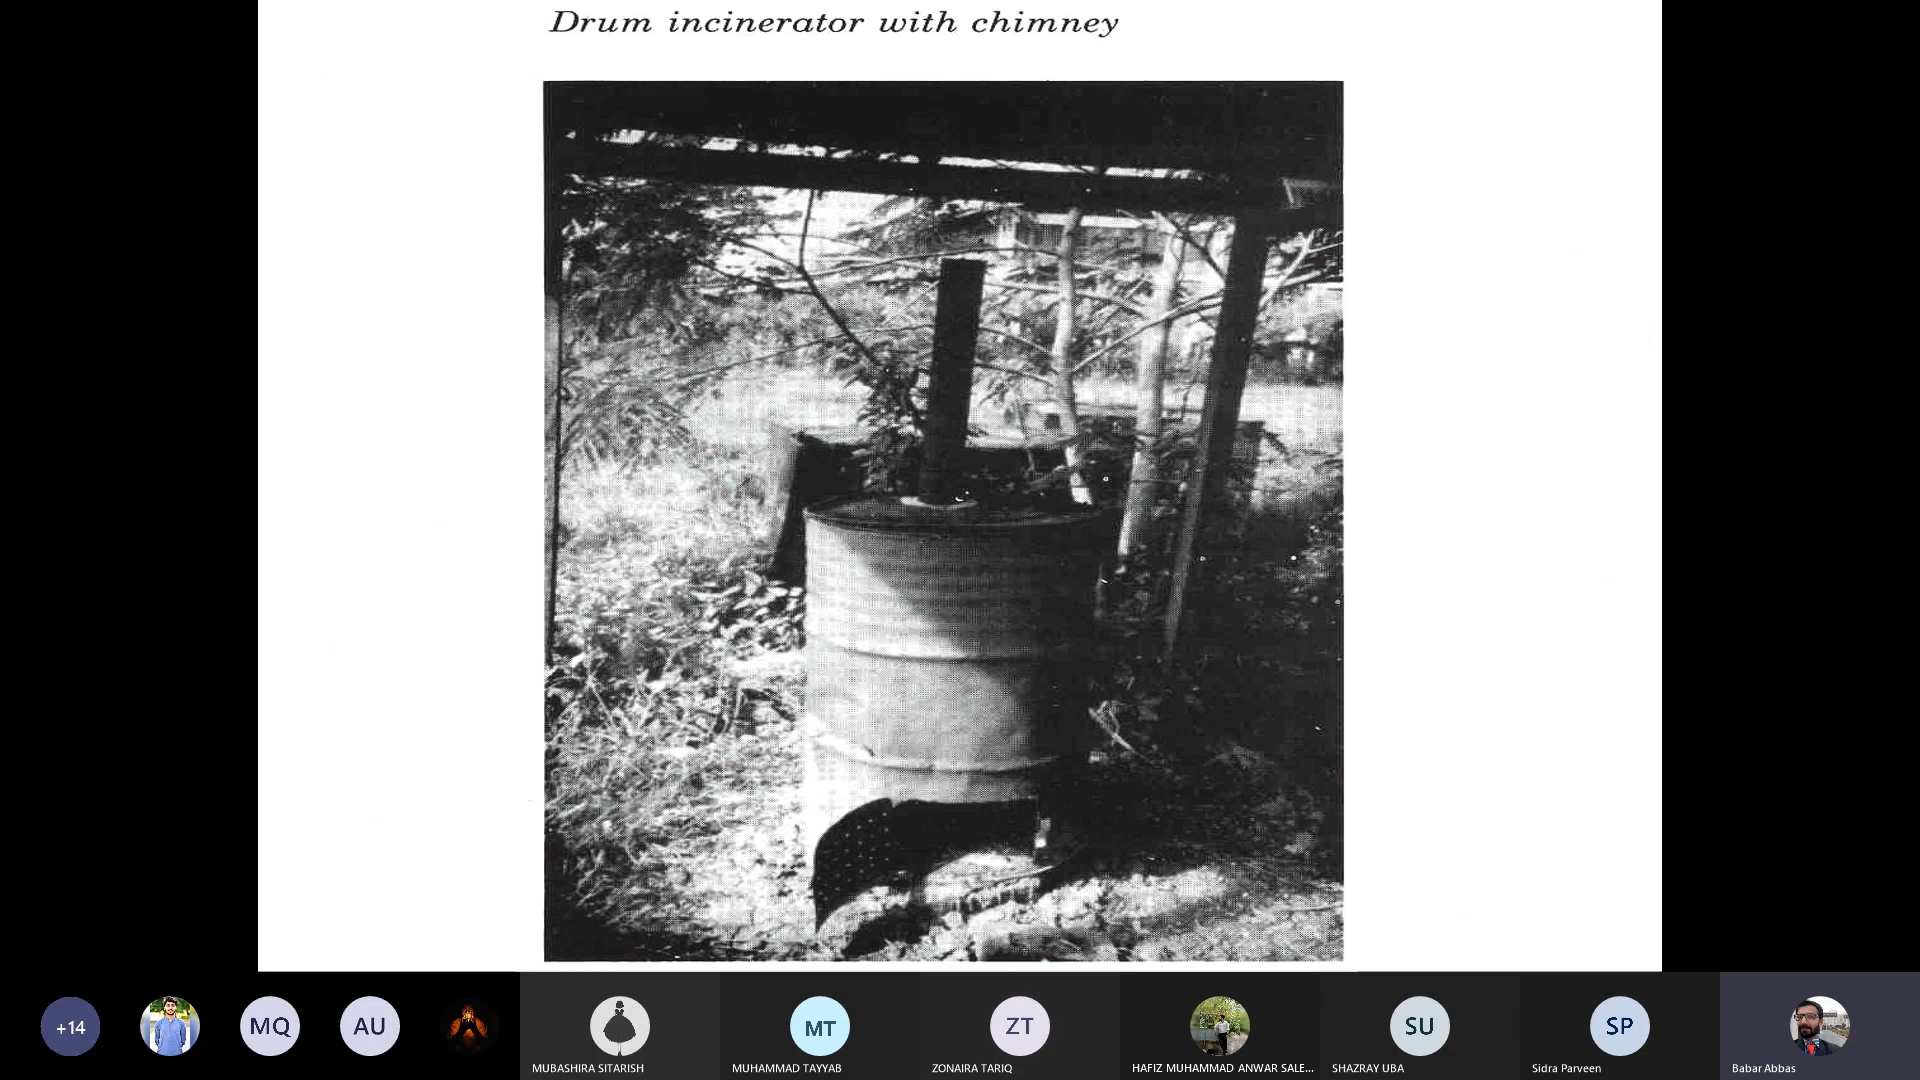 Drum incinerator with chimney
+14
MQ
AU
MT
ZT
SU
SP
MUBASHIRA SITARISH
MUHAMMAD TAYYAB
ZONAIRA TARIQ
HAFIZ MUHAMMAD ANWAR SALE...
SHAZRAY UBA
Sidra Parveen
Babar Abbas